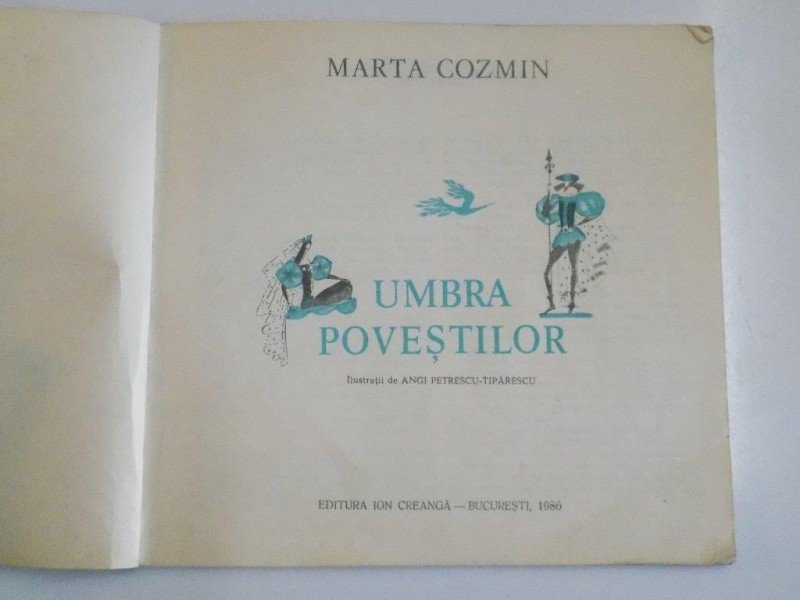 MARTA COZMIN
UMBRA
POVEȘTILOR
Ilustrații de ANGI PETRESCU-TIPĂRESCU
EDITURA ION CREANGĂ — BUCUREȘTI, 1986